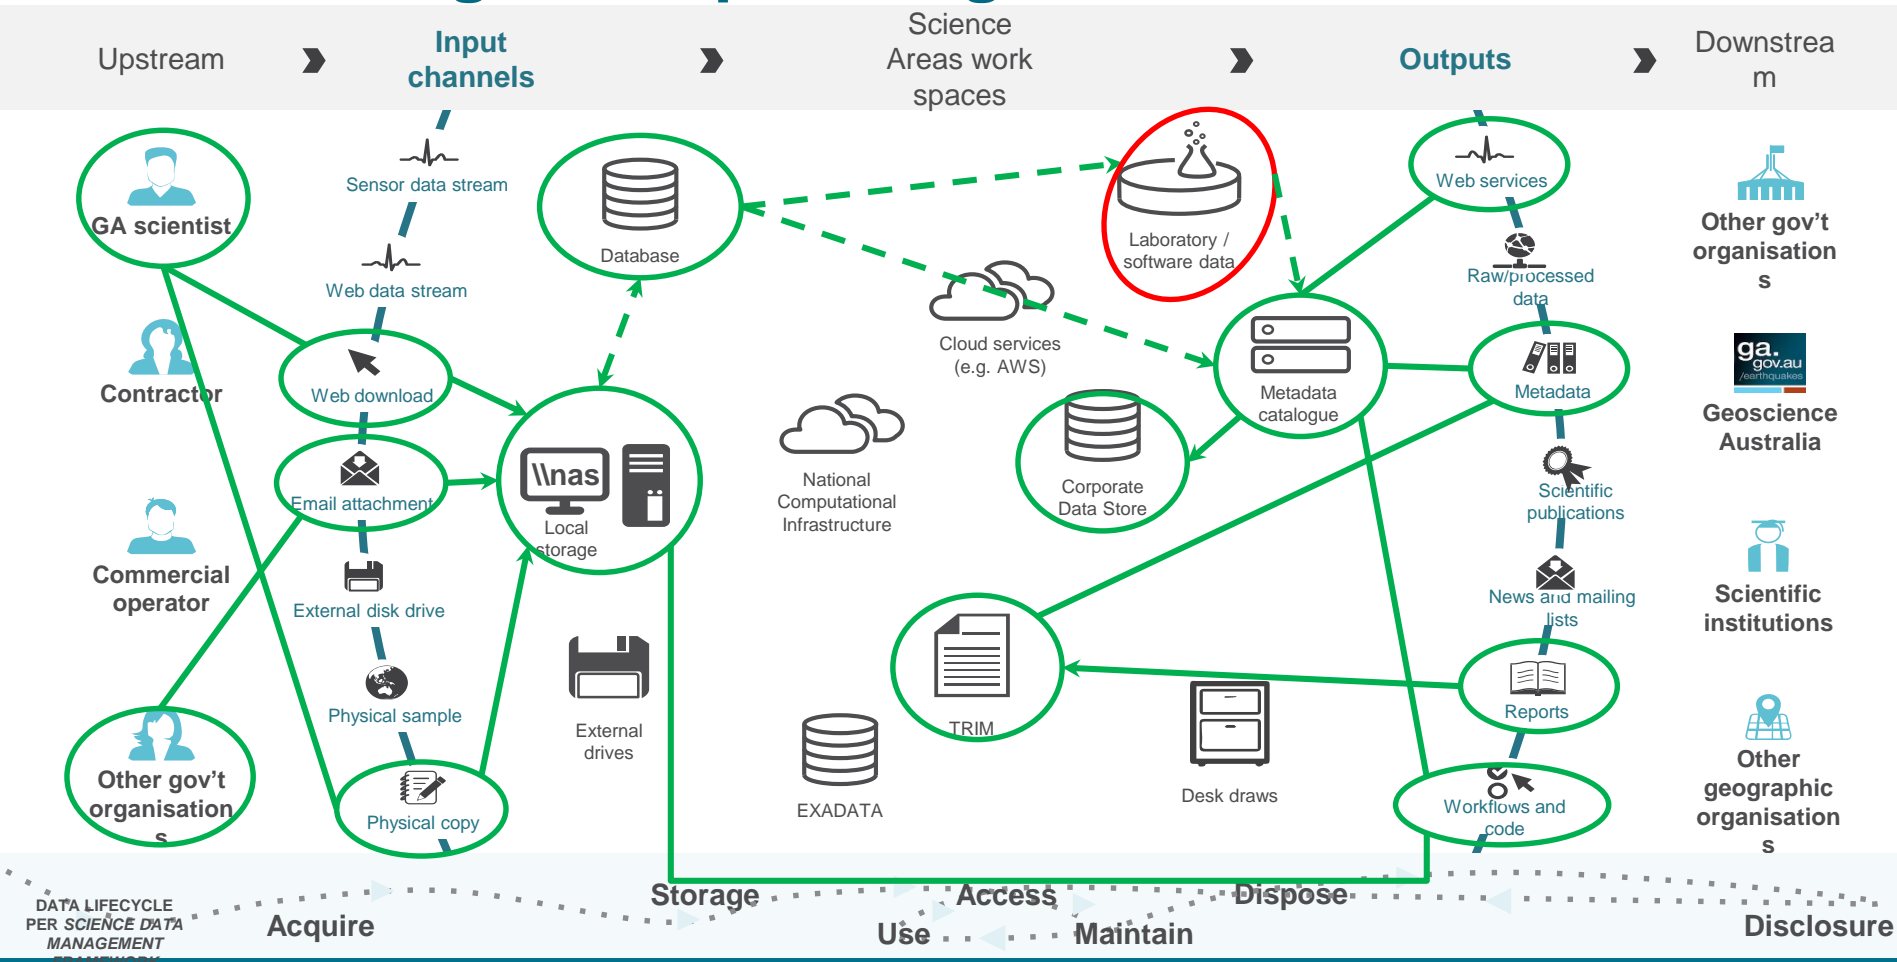 Upstream
Input
channels
Science
Areas work
spaces
Outputs
Downstrea
m
GA scientist
Contractor
Commercial
operator
Other gov't
organisation
s
Sensor data stream
Web data stream
Web download
Email attachment
External disk drive
Physical sample
Physical copy
Database
\\nas
Local
storage
External
drives
Cloud services
(e.g. AWS)
National
Computational
Infrastructure
EXADATA
Laboratory /
software data
Metadata
catalogue
Corporate
Data Store
TRIM
Desk draws
Web services
Raw/processed
data
Metadata
Scientific
publications
News and mailing
lists
Reports
Workflows and
code
Other gov't
organisation
s
ga.
gov.au
/earthquakes
Geoscience
Australia
Scientific
institutions
Other
geographic
organisation
s
DATA LIFECYCLE
PER SCIENCE DATA
MANAGEMENT
FRAMEWORK
Acquire
Storage
Use
Access
Maintain
Dispose
Disclosure